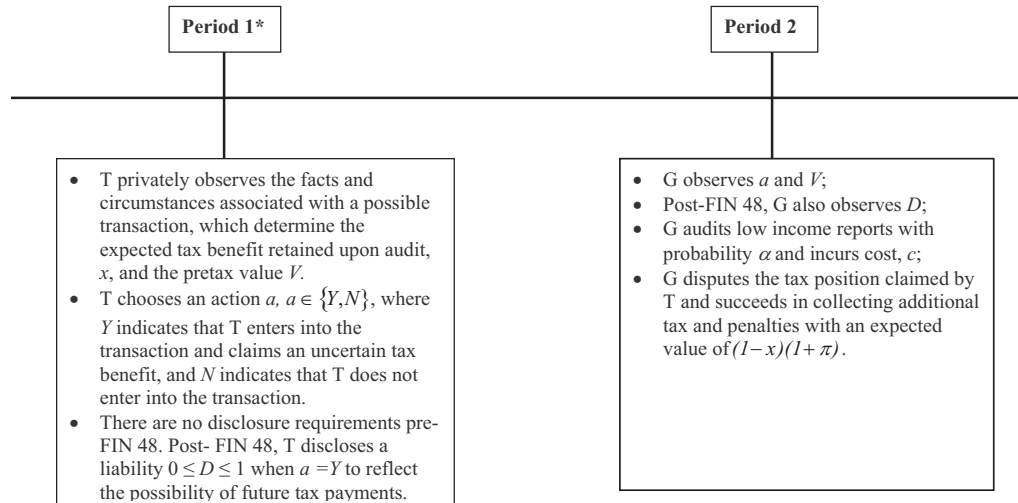 Period 1*
Period 2
• T privately observes the facts and
circumstances associated with a possible
transaction, which determine the
expected tax benefit retained upon audit,
x, and the pretax value V.
• T chooses an action a, a ∈ {Y,N}, where
Y indicates that T enters into the
transaction and claims an uncertain tax
benefit, and N indicates that T does not
enter into the transaction.
• There are no disclosure requirements pre-
FIN 48. Post- FIN 48, T discloses a
liability 0 ≤ D ≤ 1 when a =Y to reflect
the possibility of future tax payments.
• G observes a and V;
• Post-FIN 48, G also observes D;
• G audits low income reports with
probability α and incurs cost, c;
• G disputes the tax position claimed by
T and succeeds in collecting additional
tax and penalties with an expected
value of (1−x)(1+π).